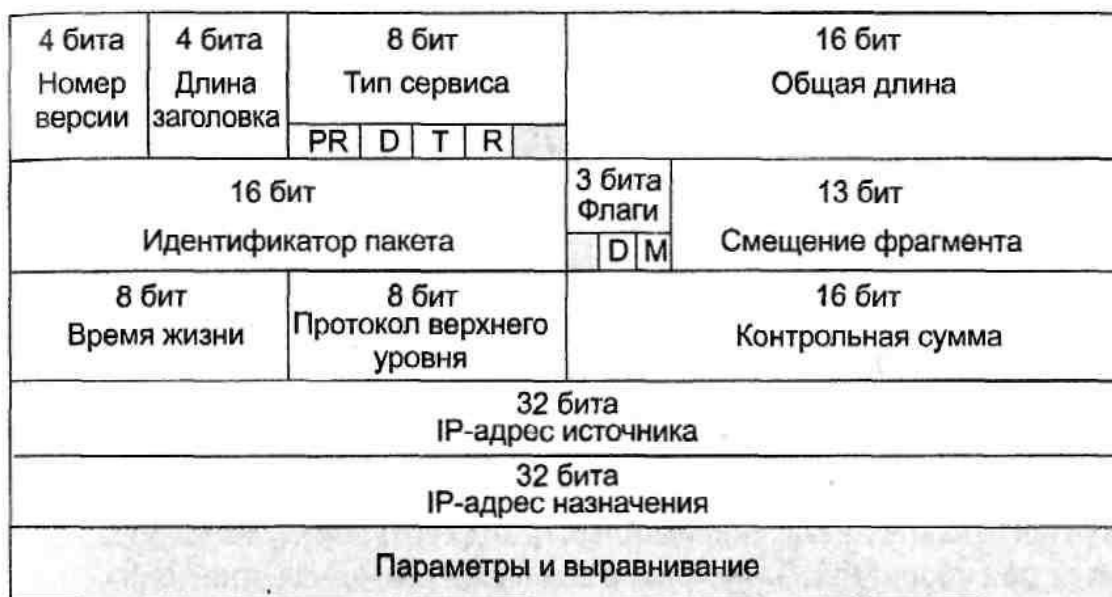 4 бита
Номер
версии
4 бита
Длина
заголовка
8 бит
Тип сервиса
PR D T R
16 бит
Общая длина
16 бит
Идентификатор пакета
3 бита
Флаги
D M
13 бит
Смещение фрагмента
8 бит
Время жизни
8 бит
Протокол верхнего
уровня
16 бит
Контрольная сумма
32 бита
IP-адрес источника
32 бита
IP-адрес назначения
Параметры и выравнивание